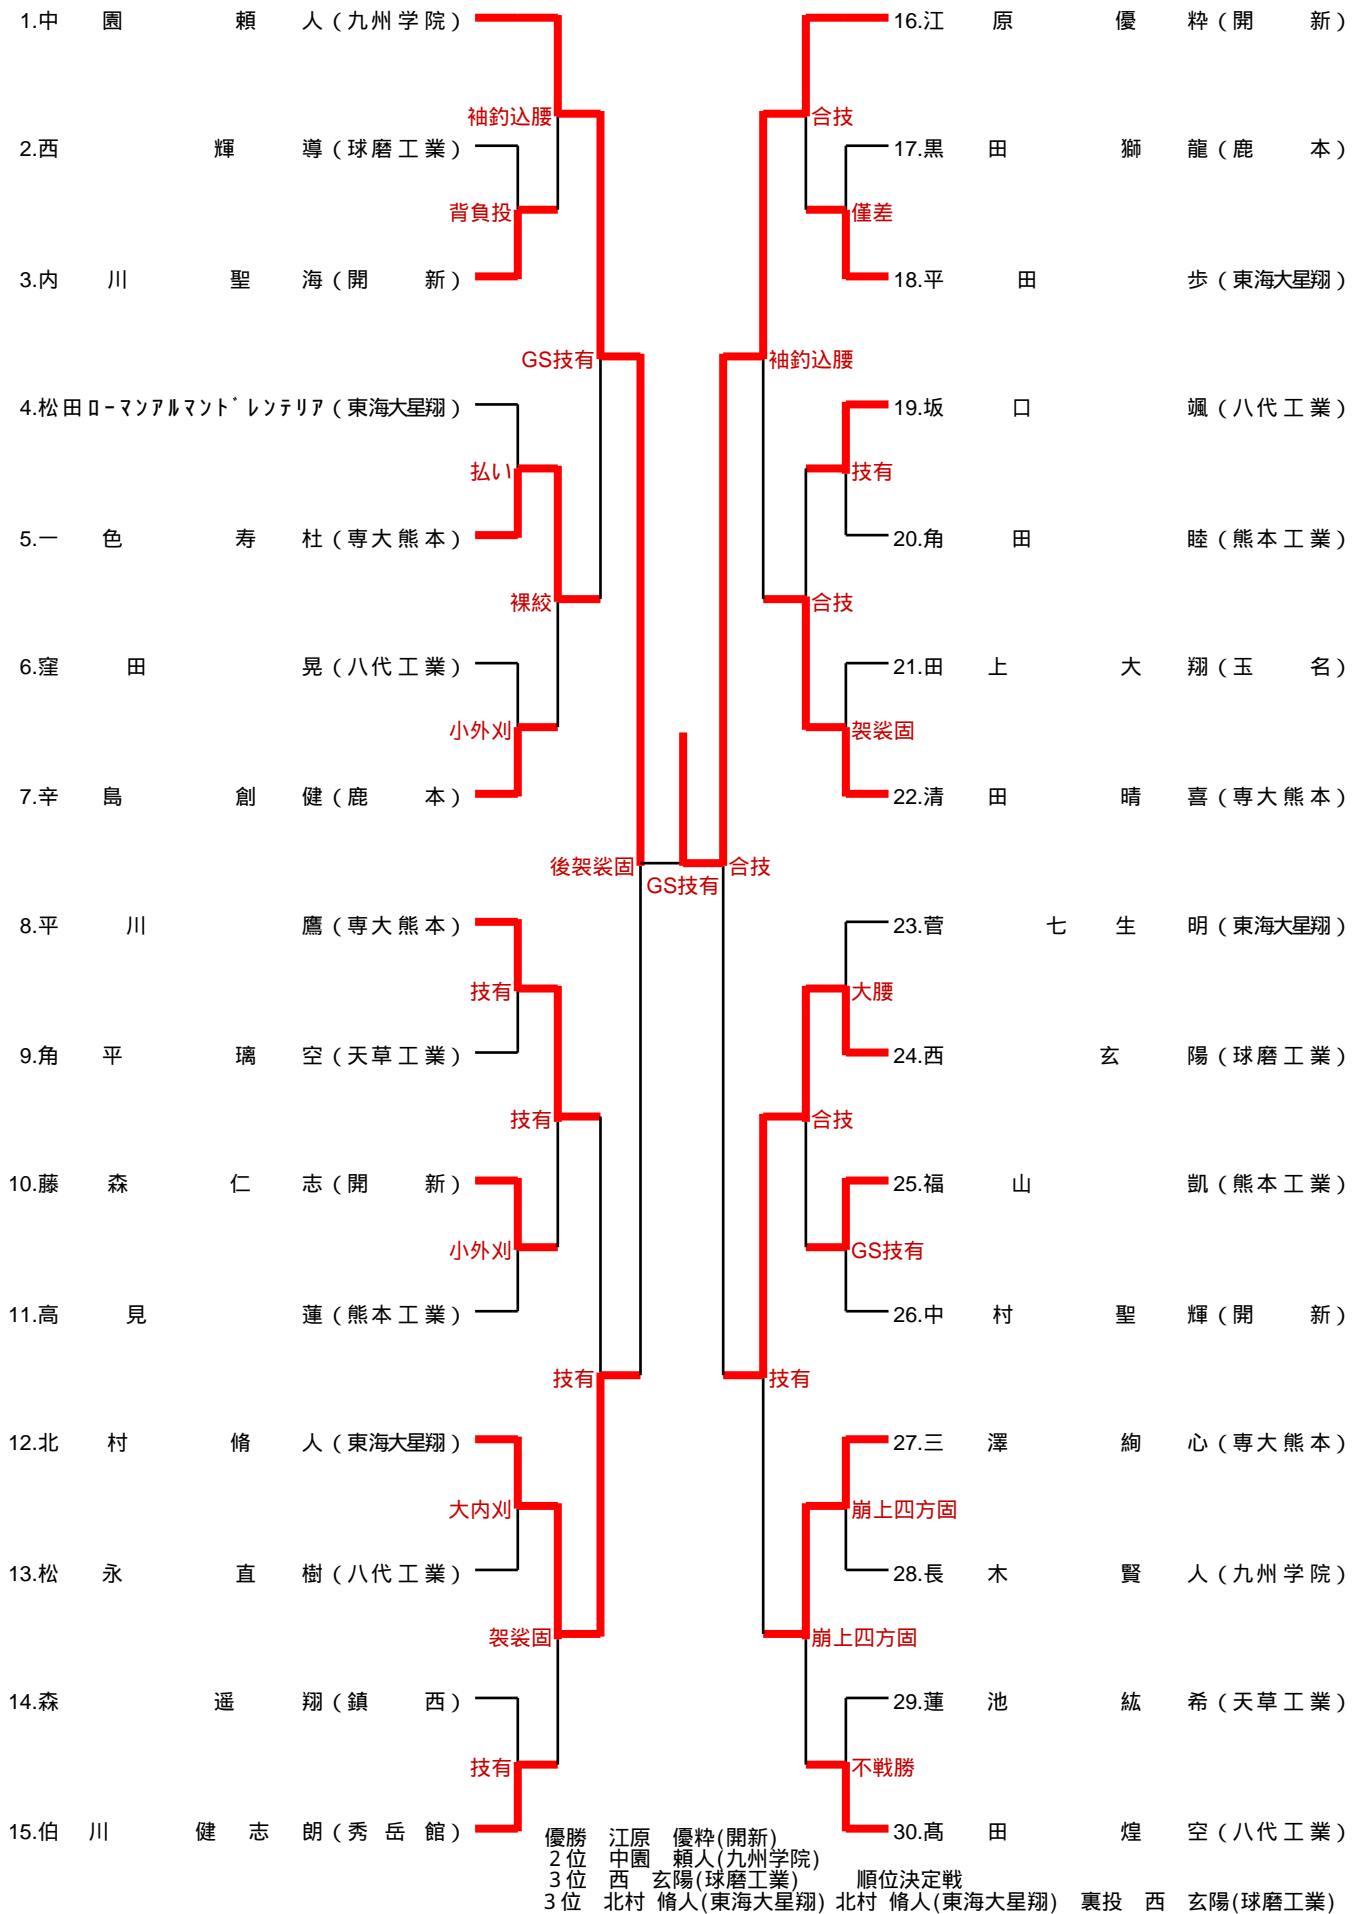 1.中園 頼人(九州学院)
袖釣込腰
2.西 輝導(球磨工業)
背負投
3.内川 聖海(開新)
GS技有
4.松田ローマンアルマンド゛レンテリア(東海大星翔)
払い
5.一色 寿杜(専大熊本)
裸絞
6.窪田 晃(八代工業)
小外刈
7.辛島 創健(鹿本)
後袈裟固
8.平川 鷹(専大熊本)
技有
9.角平 璃空(天草工業)
技有
10.藤森 仁志(開新)
小外刈
11.高見 蓮(熊本工業)
技有
12.北村 脩人(東海大星翔)
大内刈
13.松永 直樹(八代工業)
袈裟固
14.森 遥翔(鎮西)
技有
15.伯川 健志朗(秀岳館)
GS技有
16.江原 優粋(開新)
合技
17.黒田 獅龍(鹿本)
僅差
18.平田 歩(東海大星翔)
袖釣込腰
19.坂口 颯(八代工業)
技有
20.角田 睦(熊本工業)
合技
21.田上 大翔(玉名)
袈裟固
22.清田 晴喜(専大熊本)
合技
23.菅 七生明(東海大星翔)
大腰
24.西 玄陽(球磨工業)
合技
25.福山 凱(熊本工業)
GS技有
26.中村 聖輝(開新)
技有
27.三澤 絢心(専大熊本)
崩上四方固
28.長木 賢人(九州学院)
崩上四方固
29.蓮池 紘希(天草工業)
不戦勝
30.髙田 煌空(八代工業)
優勝 江原 優粋(開新)
2位 中園 頼人(九州学院)
3位 西 玄陽(球磨工業) 順位決定戦
3位 北村 脩人(東海大星翔) 北村 脩人(東海大星翔) 裏投 西 玄陽(球磨工業)